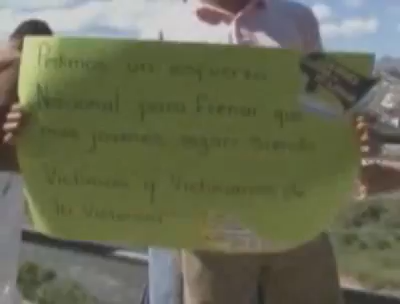 Pedimos un esfuerzo
Nacional para Frenar que
mas jovenes sigan siendo
Victimas y Victimarios de
la Violencia